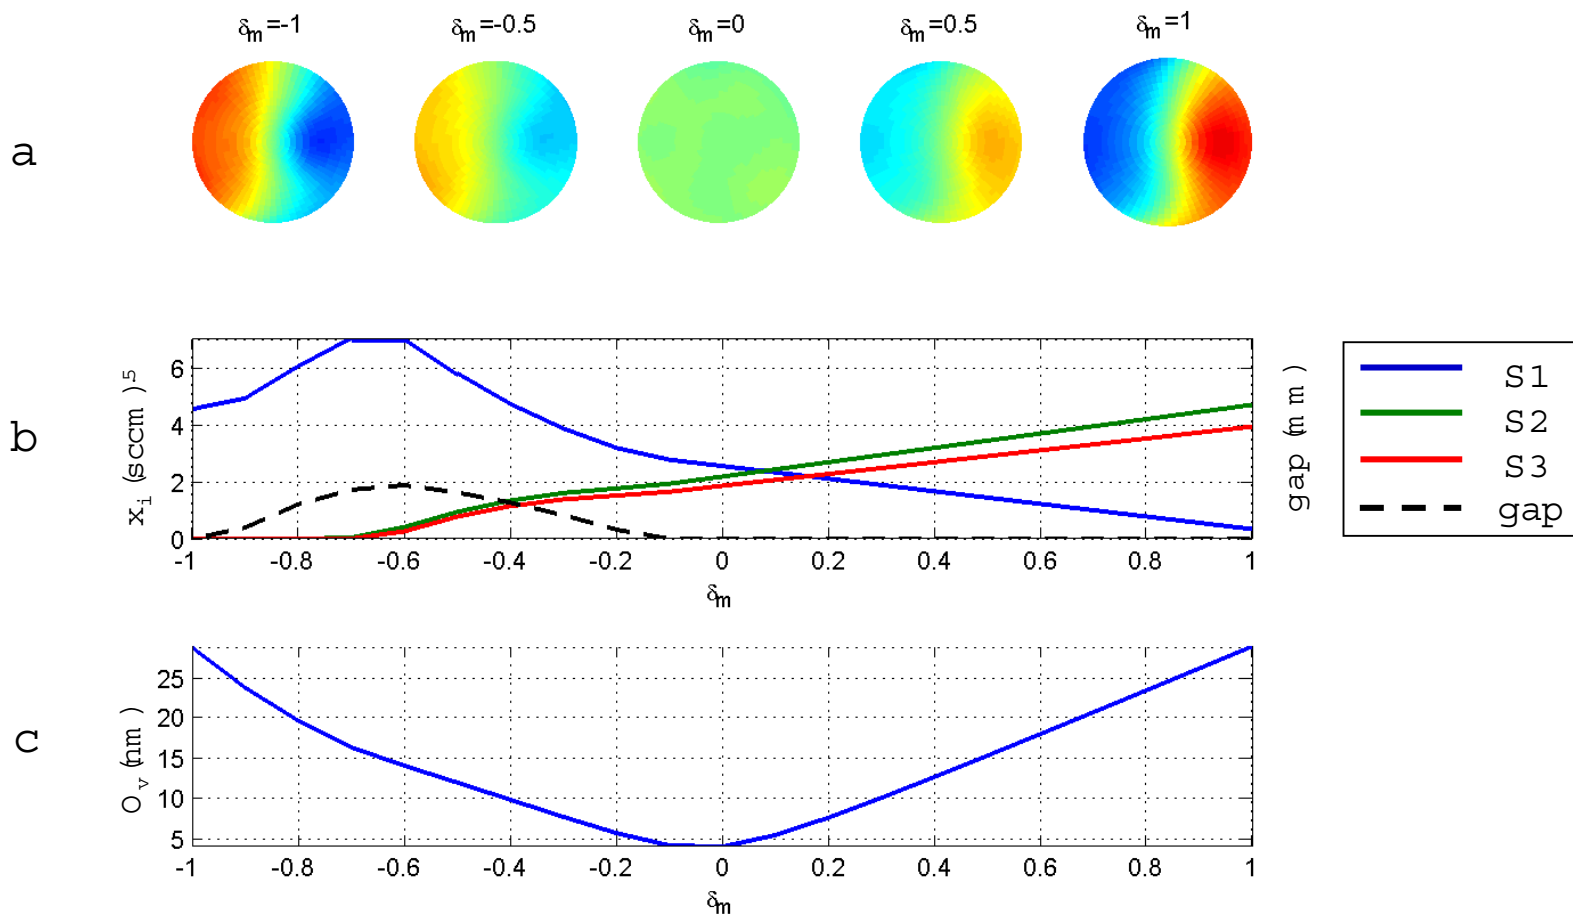 δm=-1 δm=-0.5 δm=0 δm=0.5 δm=1
a
b
xi (sccm).5
6
4
2
0
-1 -0.8 -0.6 -0.4 -0.2 0 0.2 0.4 0.6 0.8 1
δm
gap (mm)
S1
S2
S3
gap
c
Ov (nm)
25
20
15
10
5
-1 -0.8 -0.6 -0.4 -0.2 0 0.2 0.4 0.6 0.8 1
δm